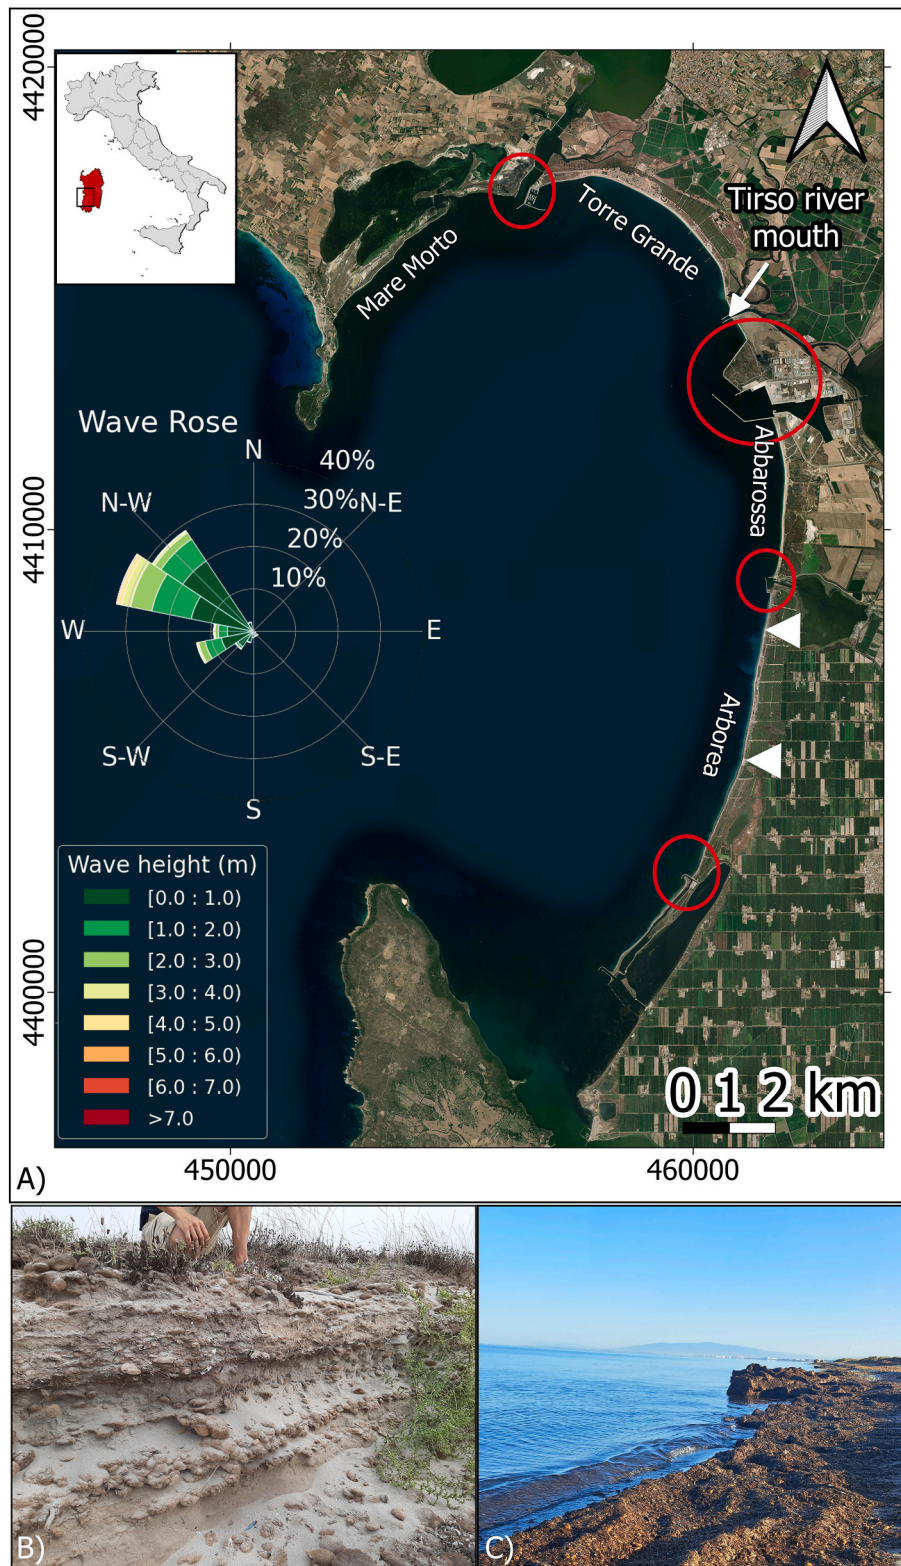 4420000
Tirso river
mouth
Torre Grande
Mare Morto
Wave Rose
N
40%
N-W
30%
N-E
20%
10%
4410000
Abbarossa
W
E
Arborea
S-W
S-E
S
Wave height (m)
[0.0 : 1.0)
[1.0 : 2.0)
[2.0 : 3.0)
[3.0 : 4.0)
[4.0 : 5.0)
[5.0 : 6.0)
[6.0 : 7.0)
>7.0
4400000
0 1 2 km
A)
450000
460000
B)
C)